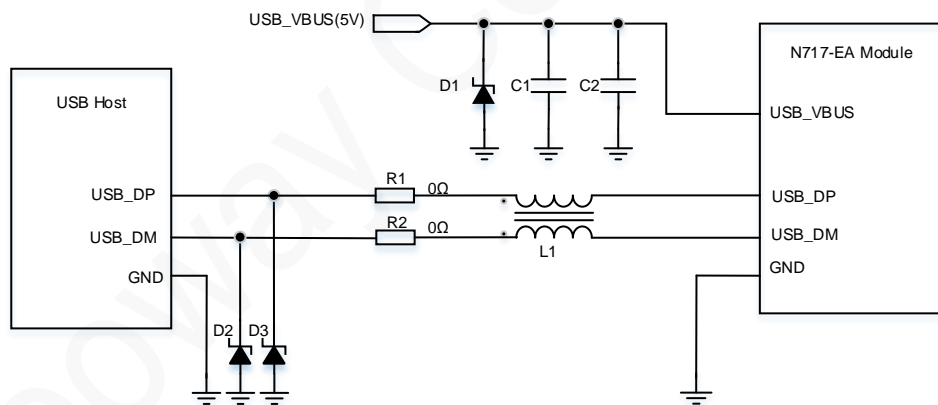 USB_VBUS(5V)
N717-EA Module
USB Host
D1
C1
C2
USB_VBUS
USB_DP
R1
0Ω
USB_DP
USB_DM
R2
0Ω
USB_DM
L1
GND
GND
D2
D3